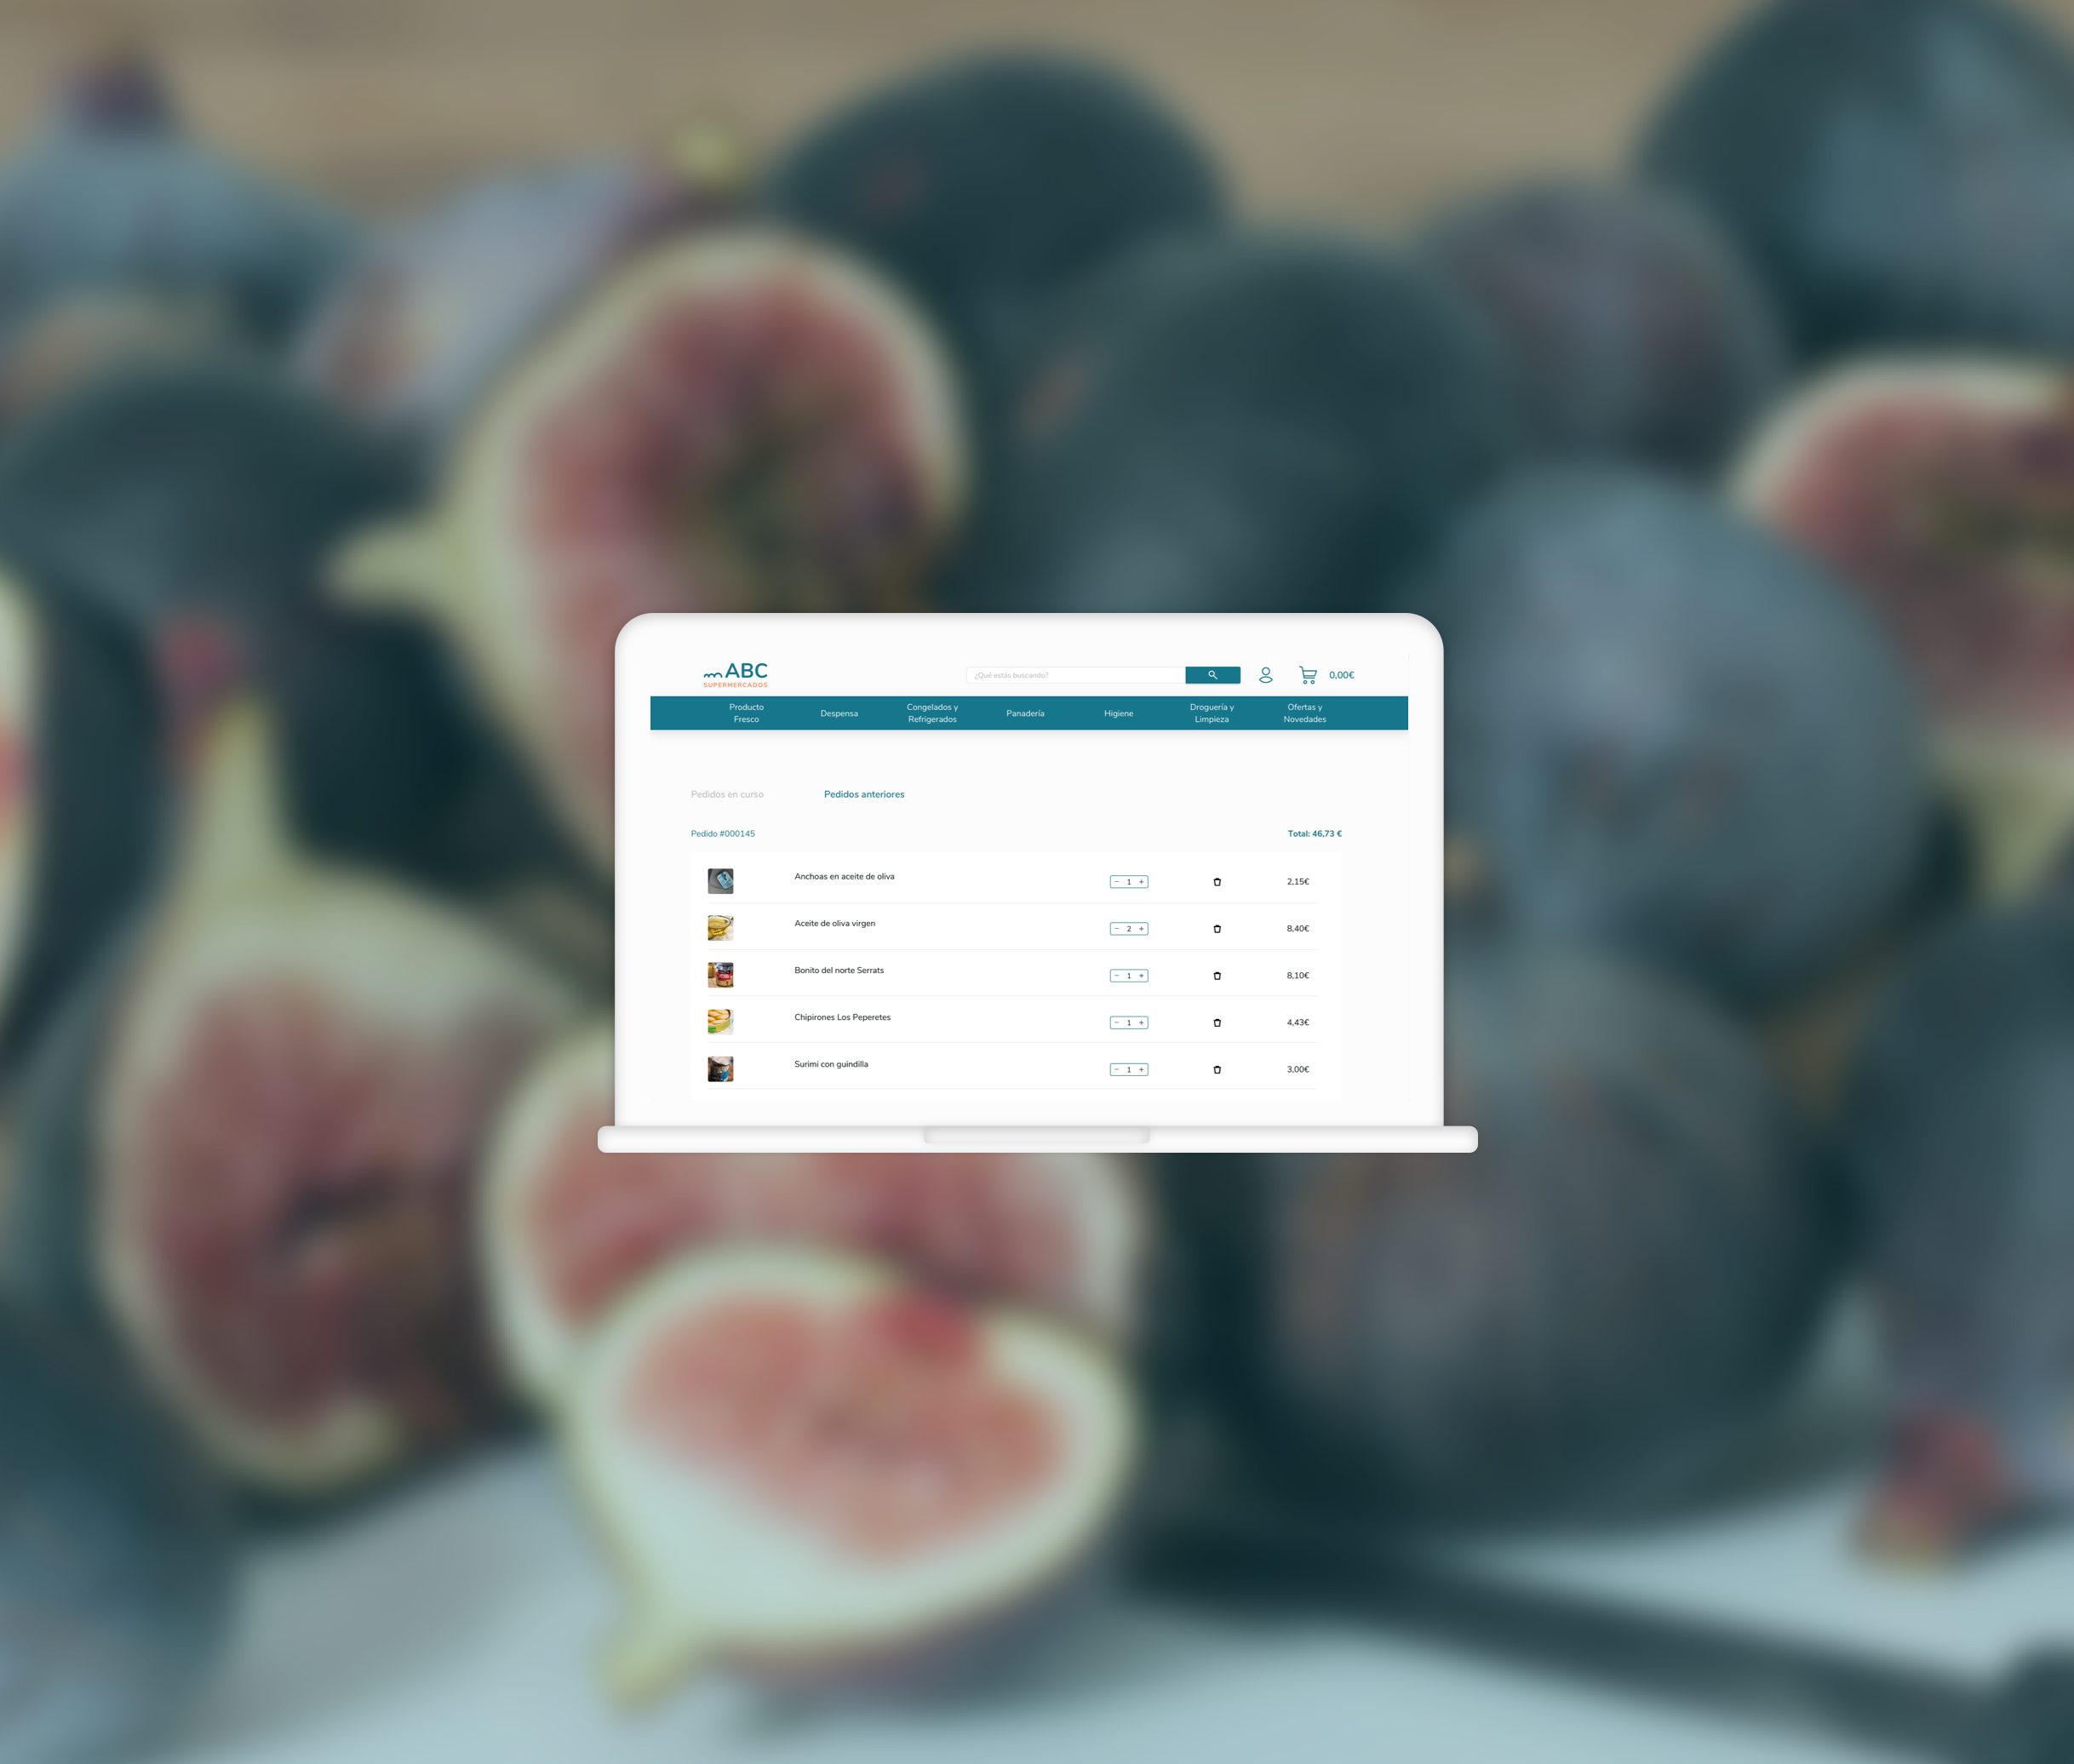 ABC
SUPERMERCADOS
¿Qué estás buscando?
0,00€
Producto
Fresco
Despensa
Congelados y
Refrigerados
Panadería
Higiene
Droguería y
Limpieza
Ofertas y
Novedades
Pedidos en curso
Pedidos anteriores
Pedido #000145
Total: 46,73 €
Anchoas en aceite de oliva
− 1 +
2,15€
Aceite de oliva virgen
− 2 +
8,40€
Bonito del norte Serrats
− 1 +
8,10€
Chipirones Los Peperetes
− 1 +
4,43€
Surimi con guindilla
− 1 +
3,00€